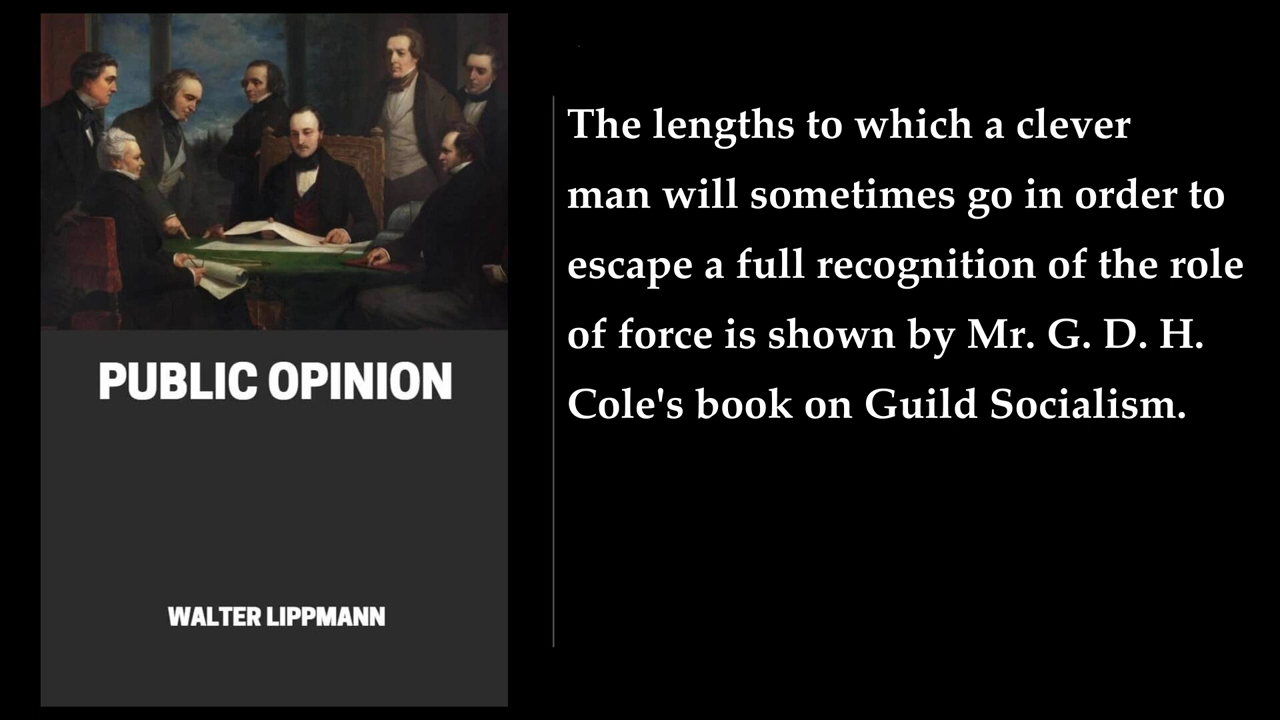 PUBLIC OPINION
WALTER LIPPMANN
The lengths to which a clever
man will sometimes go in order to
escape a full recognition of the role
of force is shown by Mr. G. D. H.
Cole's book on Guild Socialism.